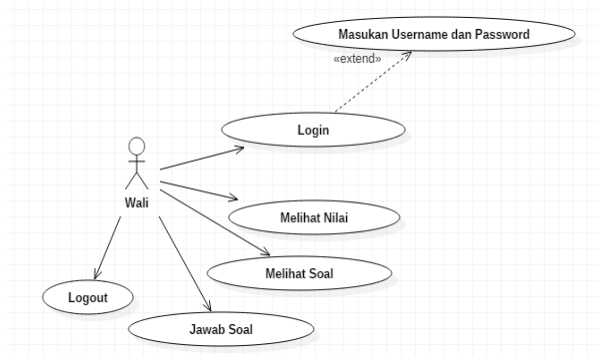 Masukan Username dan Password
«extend»
Login
Wali
Melihat Nilai
Melihat Soal
Logout
Jawab Soal